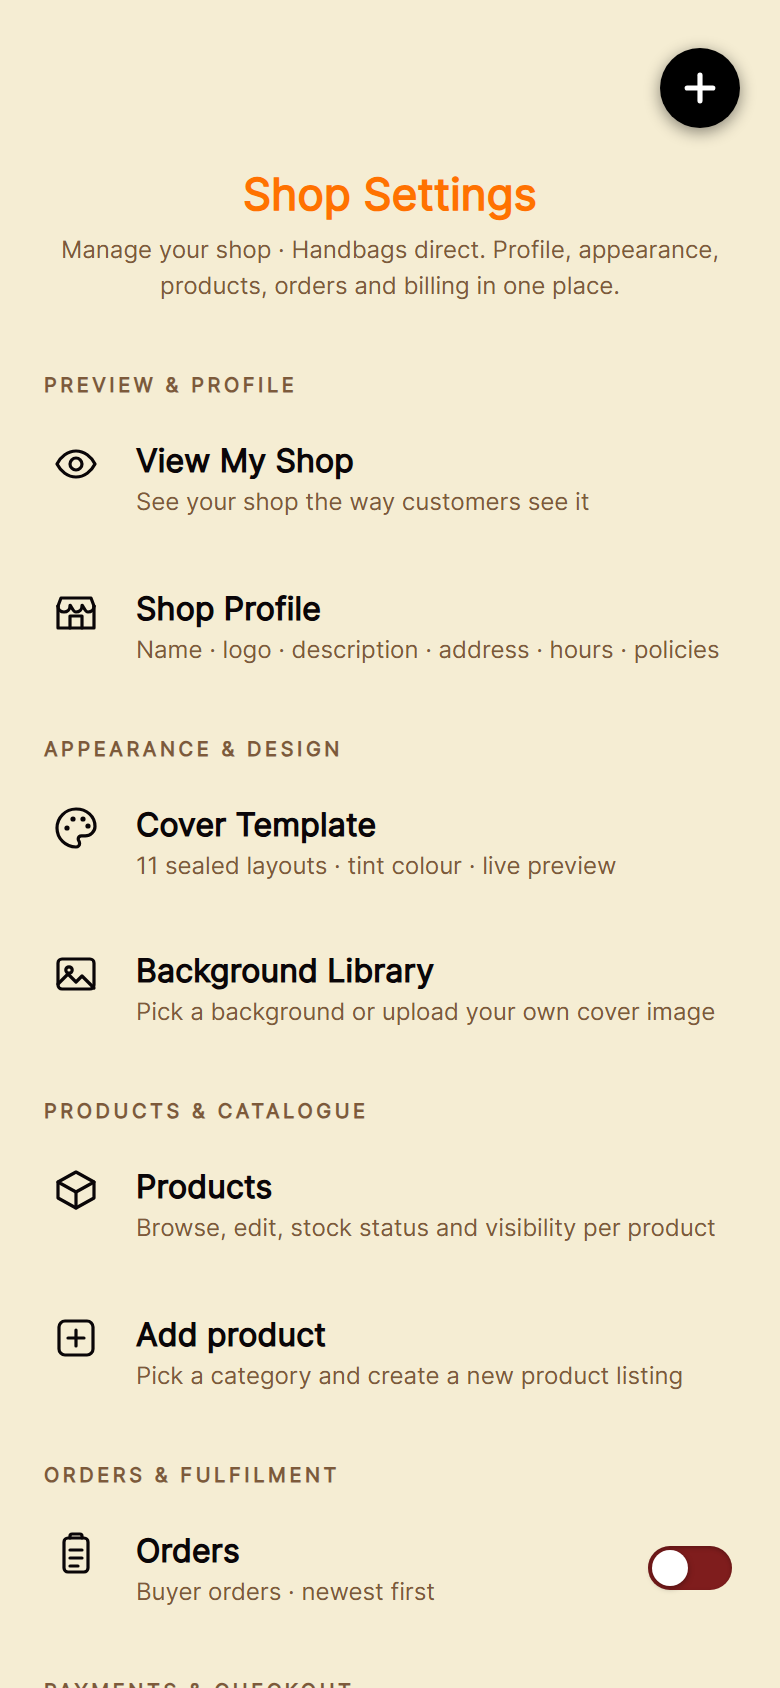 Shop Settings
Manage your shop · Handbags direct. Profile, appearance,
products, orders and billing in one place.
PREVIEW & PROFILE
View My Shop
See your shop the way customers see it
Shop Profile
Name · logo · description · address · hours · policies
APPEARANCE & DESIGN
Cover Template
11 sealed layouts · tint colour · live preview
Background Library
Pick a background or upload your own cover image
PRODUCTS & CATALOGUE
Products
Browse, edit, stock status and visibility per product
Add product
Pick a category and create a new product listing
ORDERS & FULFILMENT
Orders
Buyer orders · newest first
PAYMENTS & CHECKOUT